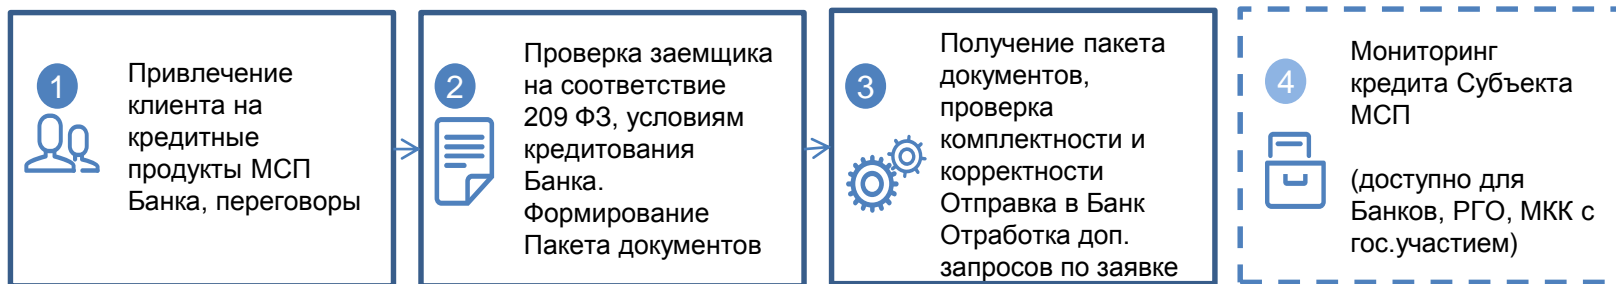 1
Привлечение
клиента на
кредитные
продукты МСП
Банка, переговоры
2
Проверка заемщика
на соответствие
209 ФЗ, условиям
кредитования
Банка.
Формирование
Пакета документов
3
Получение пакета
документов,
проверка
комплектности и
корректности
Отправка в Банк
Отработка доп.
запросов по заявке
4
Мониторинг
кредита Субъекта
МСП
(доступно для
Банков, РГО, МКК с
гос.участием)